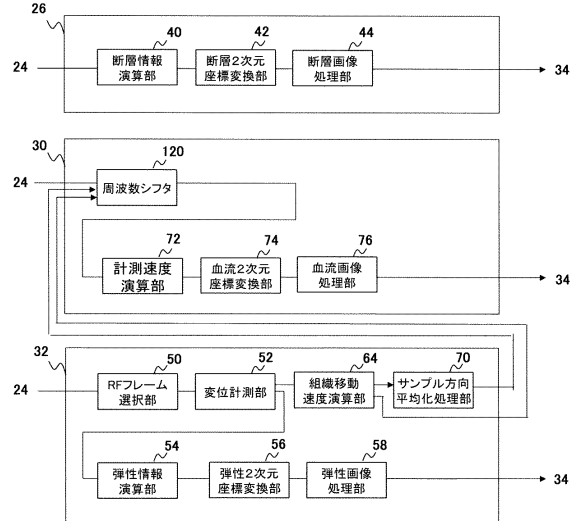 26
40
42
44
24
断層情報
演算部
断層2次元
座標変換部
断層画像
処理部
34
30
120
24
周波数シフタ
72
74
76
計測速度
演算部
血流2次元
座標変換部
血流画像
処理部
34
32
50
52
64
70
24
RFフレーム
選択部
変位計測部
組織移動
速度演算部
サンプル方向
平均化処理部
54
56
58
弾性情報
演算部
弾性2次元
座標変換部
弾性画像
処理部
34